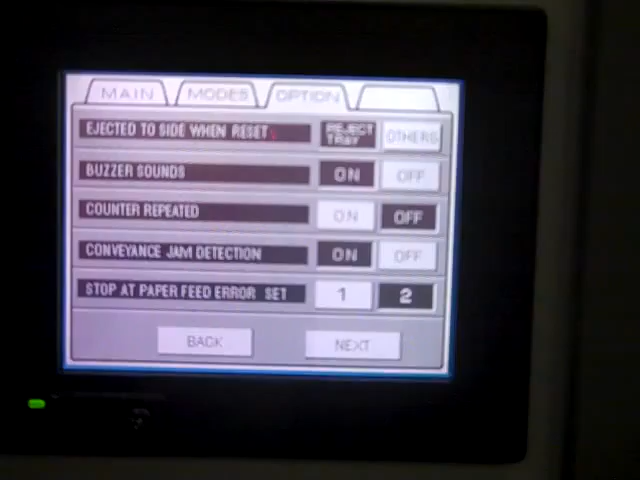 MAIN MODES OPTION
EJECTED TO SIDE WHEN RESET REJECT TRAY OTHERS
BUZZER SOUNDS ON OFF
COUNTER REPEATED ON OFF
CONVEYANCE JAM DETECTION ON OFF
STOP AT PAPER FEED ERROR SET 1 2
BACK NEXT